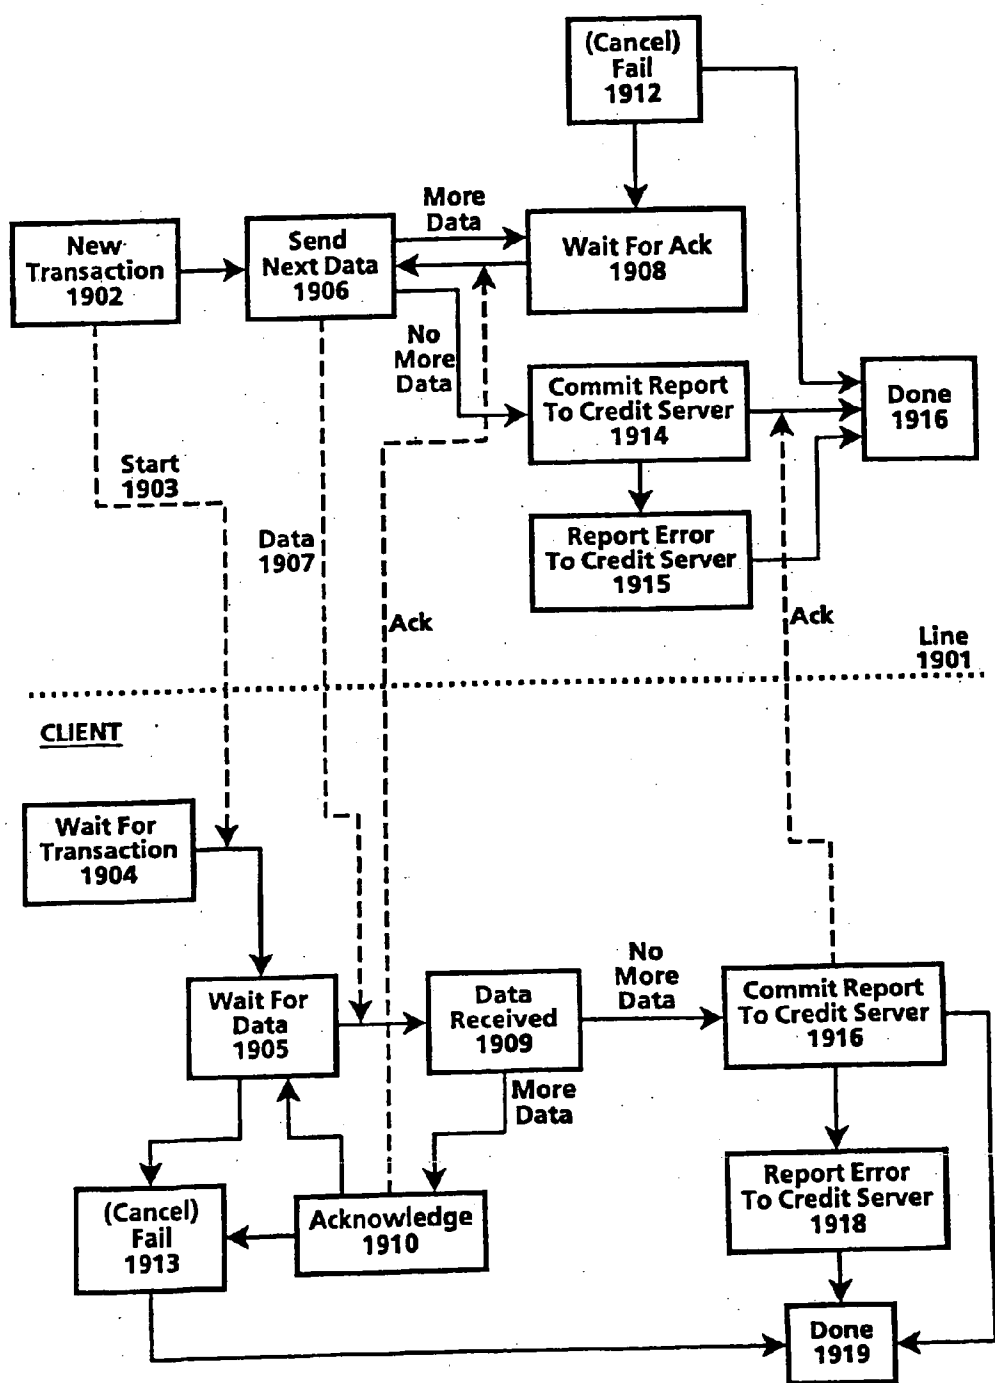 (Cancel)
Fail
1912
More
Data
New
Transaction
1902
Send
Next Data
1906
Wait For Ack
1908
No
More
Data
Commit Report
To Credit Server
1914
Done
1916
Start
1903
Data
1907
Report Error
To Credit Server
1915
Ack
Ack
Line
1901
CLIENT
Wait For
Transaction
1904
Wait For
Data
1905
Data
Received
1909
No
More
Data
Commit Report
To Credit Server
1916
More
Data
(Cancel)
Fail
1913
Acknowledge
1910
Report Error
To Credit Server
1918
Done
1919